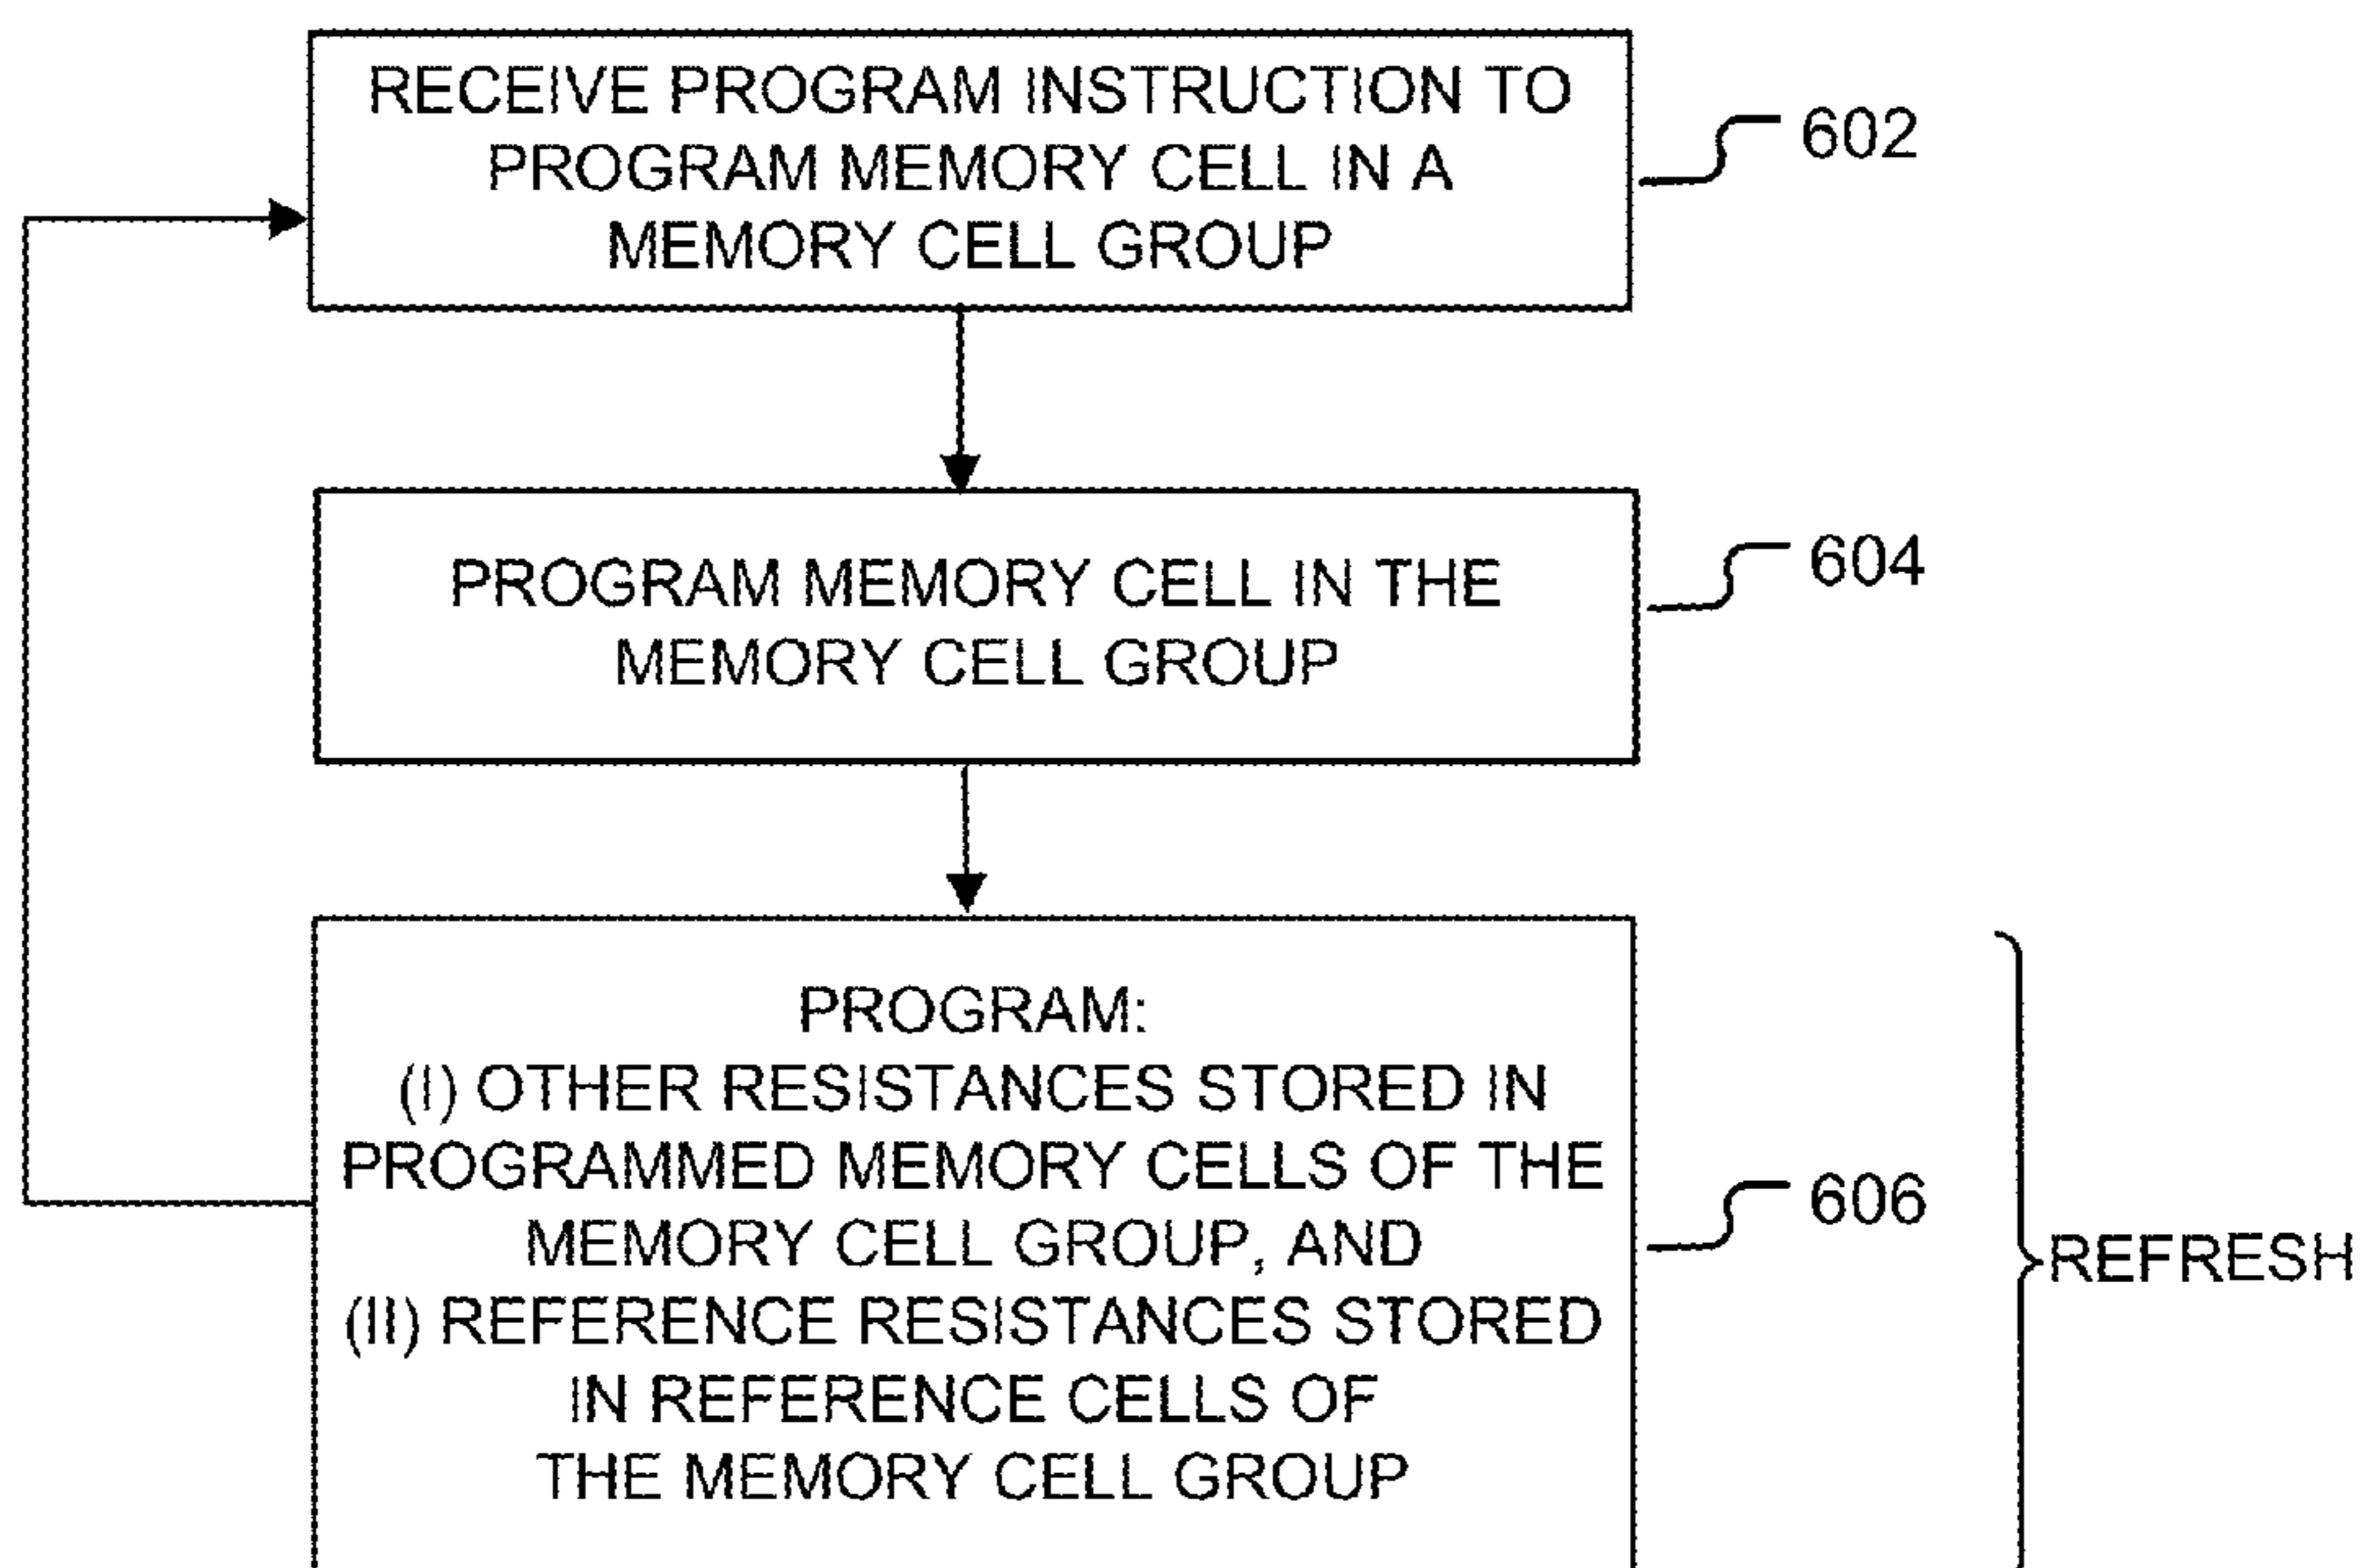 RECEIVE PROGRAM INSTRUCTION TO
PROGRAM MEMORY CELL IN A
MEMORY CELL GROUP
602
PROGRAM MEMORY CELL IN THE
MEMORY CELL GROUP
604
PROGRAM:
(I) OTHER RESISTANCES STORED IN
PROGRAMMED MEMORY CELLS OF THE
MEMORY CELL GROUP, AND
(II) REFERENCE RESISTANCES STORED
IN REFERENCE CELLS OF
THE MEMORY CELL GROUP
606
REFRESH